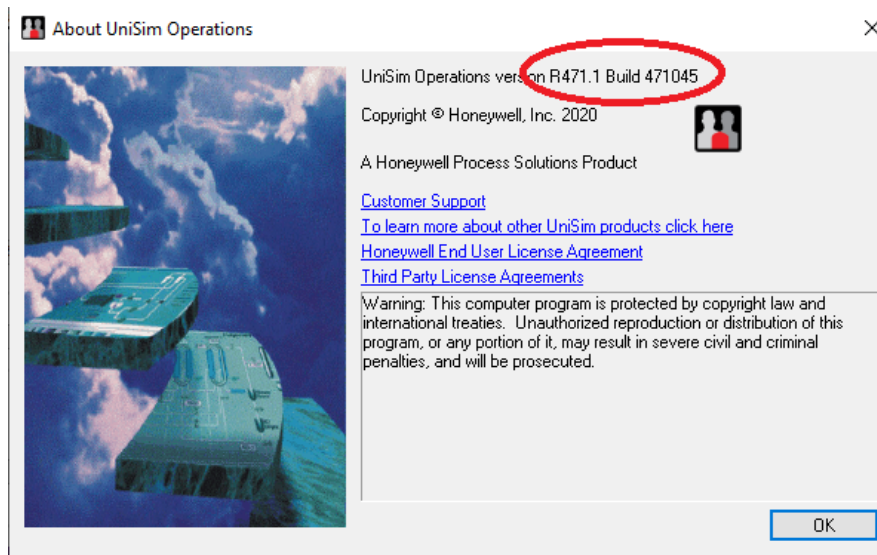 About UniSim Operations
UniSim Operations version R471.1 Build 471045
Copyright © Honeywell, Inc. 2020
A Honeywell Process Solutions Product
Customer Support
To learn more about other UniSim products click here
Honeywell End User License Agreement
Third Party License Agreements
Warning: This computer program is protected by copyright law and
international treaties. Unauthorized reproduction or distribution of this
program, or any portion of it, may result in severe civil and criminal
penalties, and will be prosecuted.
OK